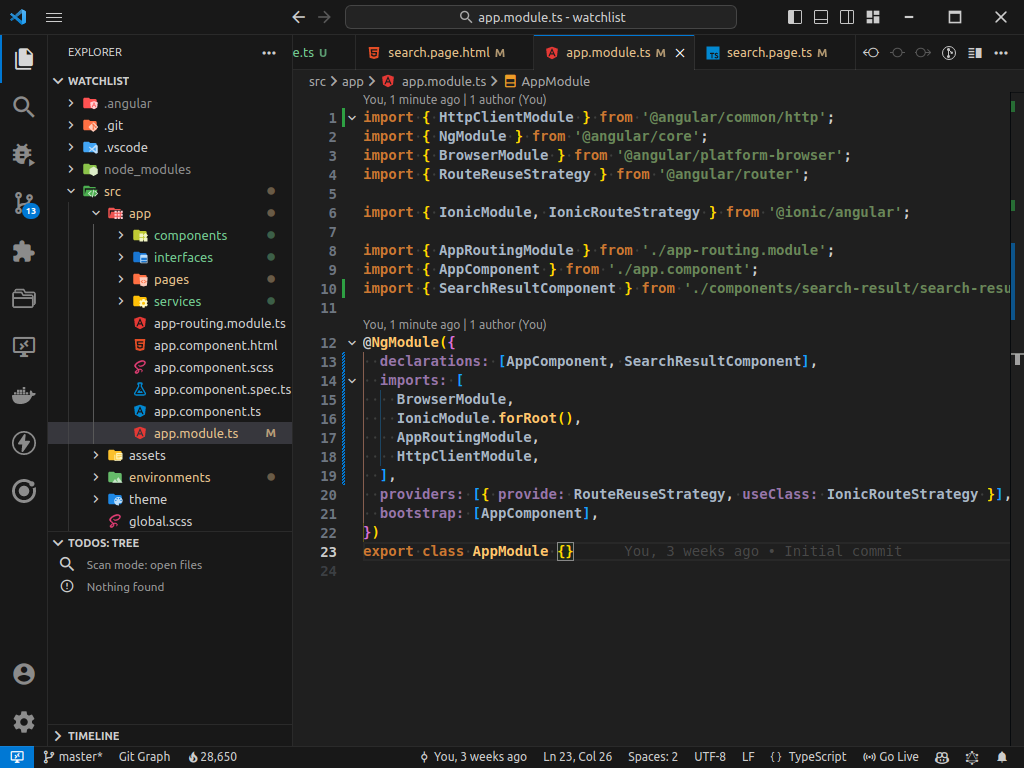 app.module.ts - watchlist
EXPLORER
WATCHLIST
.angular
.git
.vscode
node_modules
src
app
components
interfaces
pages
services
app-routing.module.ts
app.component.html
app.component.scss
app.component.spec.ts
app.component.ts
app.module.ts M
assets
environments
theme
global.scss
TODOS: TREE
Scan mode: open files
Nothing found
TIMELINE
e.ts U
search.page.html M
app.module.ts M
search.page.ts M
src > app > app.module.ts > AppModule
You, 1 minute ago | 1 author (You)
1 import { HttpClientModule } from '@angular/common/http';
2 import { NgModule } from '@angular/core';
3 import { BrowserModule } from '@angular/platform-browser';
4 import { RouteReuseStrategy } from '@angular/router';
5
6 import { IonicModule, IonicRouteStrategy } from '@ionic/angular';
7
8 import { AppRoutingModule } from './app-routing.module';
9 import { AppComponent } from './app.component';
10 import { SearchResultComponent } from './components/search-result/search-resu
11
You, 1 minute ago | 1 author (You)
12 @NgModule({
13 declarations: [AppComponent, SearchResultComponent],
14 imports: [
15 BrowserModule,
16 IonicModule.forRoot(),
17 AppRoutingModule,
18 HttpClientModule,
19 ],
20 providers: [{ provide: RouteReuseStrategy, useClass: IonicRouteStrategy }],
21 bootstrap: [AppComponent],
22 })
23 export class AppModule {} You, 3 weeks ago • Initial commit
24
13
master* Git Graph 28,650 You, 3 weeks ago Ln 23, Col 26 Spaces: 2 UTF-8 LF {} TypeScript Go Live